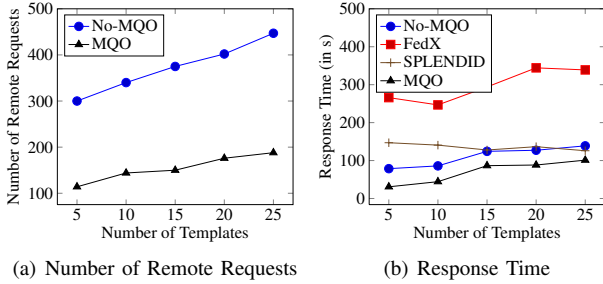 500
400
300
200
100
5
10
15
20
25
Number of Remote Requests
Number of Templates
No-MQO
MQO
(a) Number of Remote Requests
500
400
300
200
100
0
5
10
15
20
25
Response Time (in s)
Number of Templates
No-MQO
FedX
SPLENDID
MQO
(b) Response Time